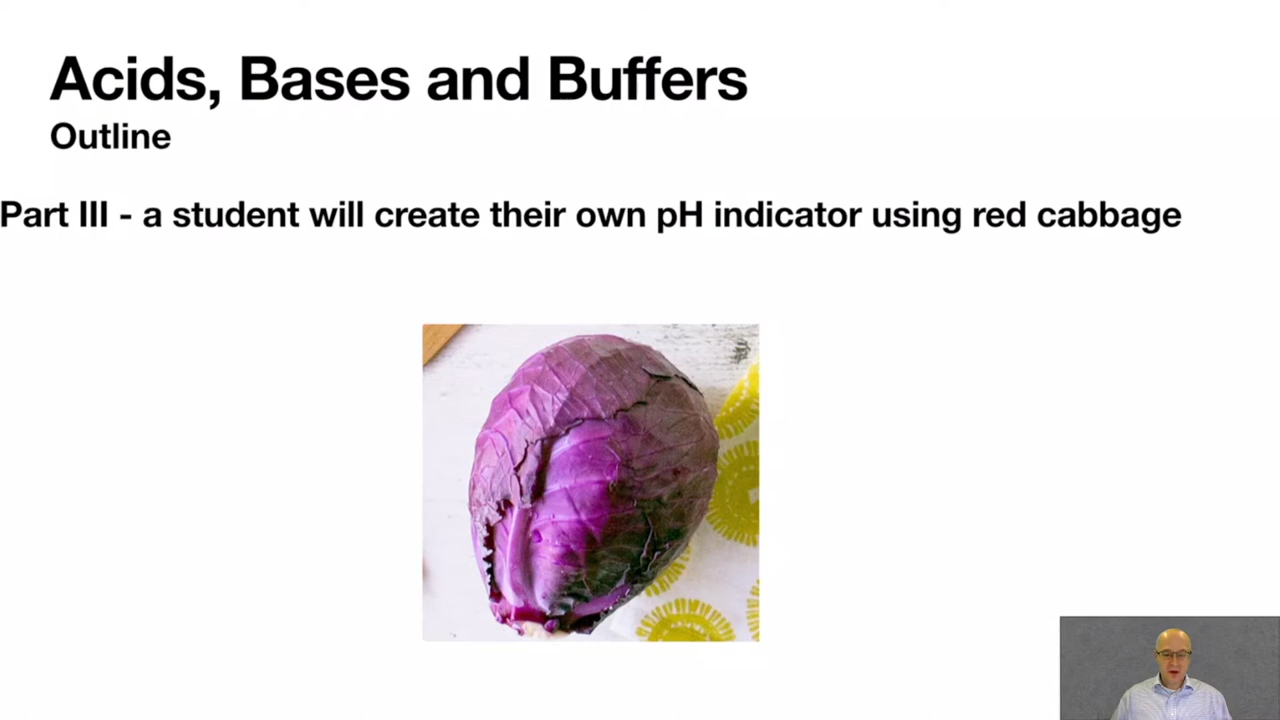 Acids, Bases and Buffers
Outline
Part III - a student will create their own pH indicator using red cabbage